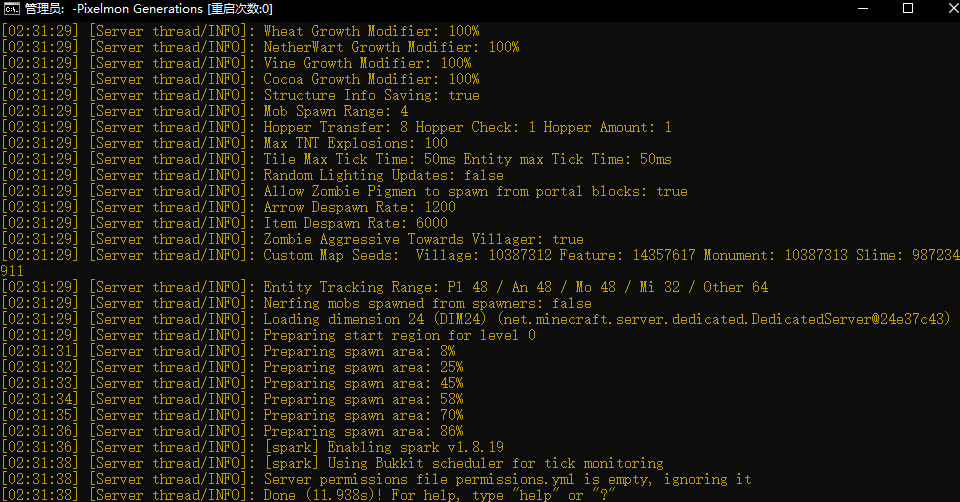 管理员: -Pixelmon Generations [重启次数:0]
[02:31:29] [Server thread/INFO]: Wheat Growth Modifier: 100%
[02:31:29] [Server thread/INFO]: NetherWart Growth Modifier: 100%
[02:31:29] [Server thread/INFO]: Vine Growth Modifier: 100%
[02:31:29] [Server thread/INFO]: Cocoa Growth Modifier: 100%
[02:31:29] [Server thread/INFO]: Structure Info Saving: true
[02:31:29] [Server thread/INFO]: Mob Spawn Range: 4
[02:31:29] [Server thread/INFO]: Hopper Transfer: 8 Hopper Check: 1 Hopper Amount: 1
[02:31:29] [Server thread/INFO]: Max TNT Explosions: 100
[02:31:29] [Server thread/INFO]: Tile Max Tick Time: 50ms Entity max Tick Time: 50ms
[02:31:29] [Server thread/INFO]: Random Lighting Updates: false
[02:31:29] [Server thread/INFO]: Allow Zombie Pigmen to spawn from portal blocks: true
[02:31:29] [Server thread/INFO]: Arrow Despawn Rate: 1200
[02:31:29] [Server thread/INFO]: Item Despawn Rate: 6000
[02:31:29] [Server thread/INFO]: Zombie Aggressive Towards Villager: true
[02:31:29] [Server thread/INFO]: Custom Map Seeds:  Village: 10387312 Feature: 14357617 Monument: 10387313 Slime: 987234
911
[02:31:29] [Server thread/INFO]: Entity Tracking Range: Pl 48 / An 48 / Mo 48 / Mi 32 / Other 64
[02:31:29] [Server thread/INFO]: Nerfing mobs spawned from spawners: false
[02:31:29] [Server thread/INFO]: Loading dimension 24 (DIM24) (net.minecraft.server.dedicated.DedicatedServer@24e37c43)
[02:31:29] [Server thread/INFO]: Preparing start region for level 0
[02:31:31] [Server thread/INFO]: Preparing spawn area: 8%
[02:31:32] [Server thread/INFO]: Preparing spawn area: 25%
[02:31:33] [Server thread/INFO]: Preparing spawn area: 45%
[02:31:34] [Server thread/INFO]: Preparing spawn area: 58%
[02:31:35] [Server thread/INFO]: Preparing spawn area: 70%
[02:31:36] [Server thread/INFO]: Preparing spawn area: 86%
[02:31:36] [Server thread/INFO]: [spark] Enabling spark v1.8.19
[02:31:38] [Server thread/INFO]: [spark] Using Bukkit scheduler for tick monitoring
[02:31:38] [Server thread/INFO]: Server permissions file permissions.yml is empty, ignoring it
[02:31:38] [Server thread/INFO]: Done (11.938s)! For help, type "help" or "?"